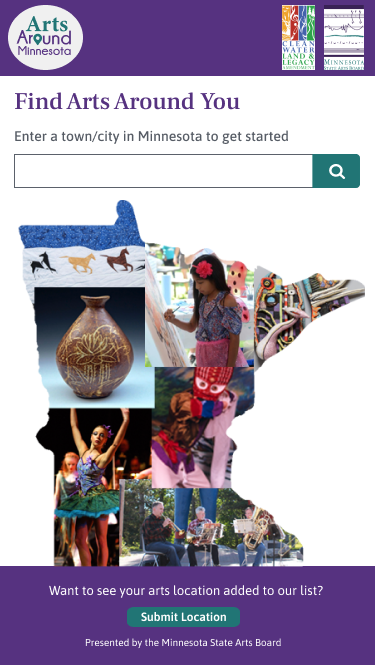 Arts
Around
Minnesota
CLEAN
WATER
LAND &
LEGACY
AMENDMENT
MINNESOTA
STATE ARTS BOARD
Find Arts Around You
Enter a town/city in Minnesota to get started
Want to see your arts location added to our list?
Submit Location
Presented by the Minnesota State Arts Board